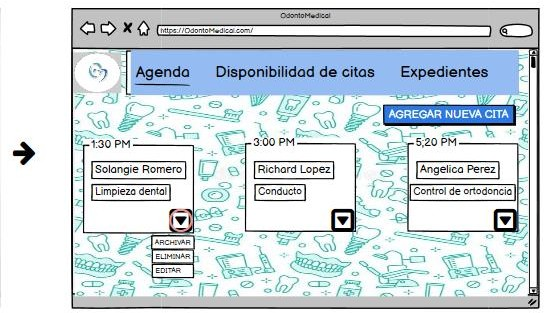 OdontoMedical
https://OdontoMedical.com/
Agenda Disponibilidad de citas Expedientes
AGREGAR NUEVA CITA
1:30 PM
Solangie Romero
Limpieza dental
ARCHIVAR
ELIMINAR
EDITAR
3:00 PM
Richard Lopez
Conducto
5;20 PM
Angelica Perez
Control de ortodoncia